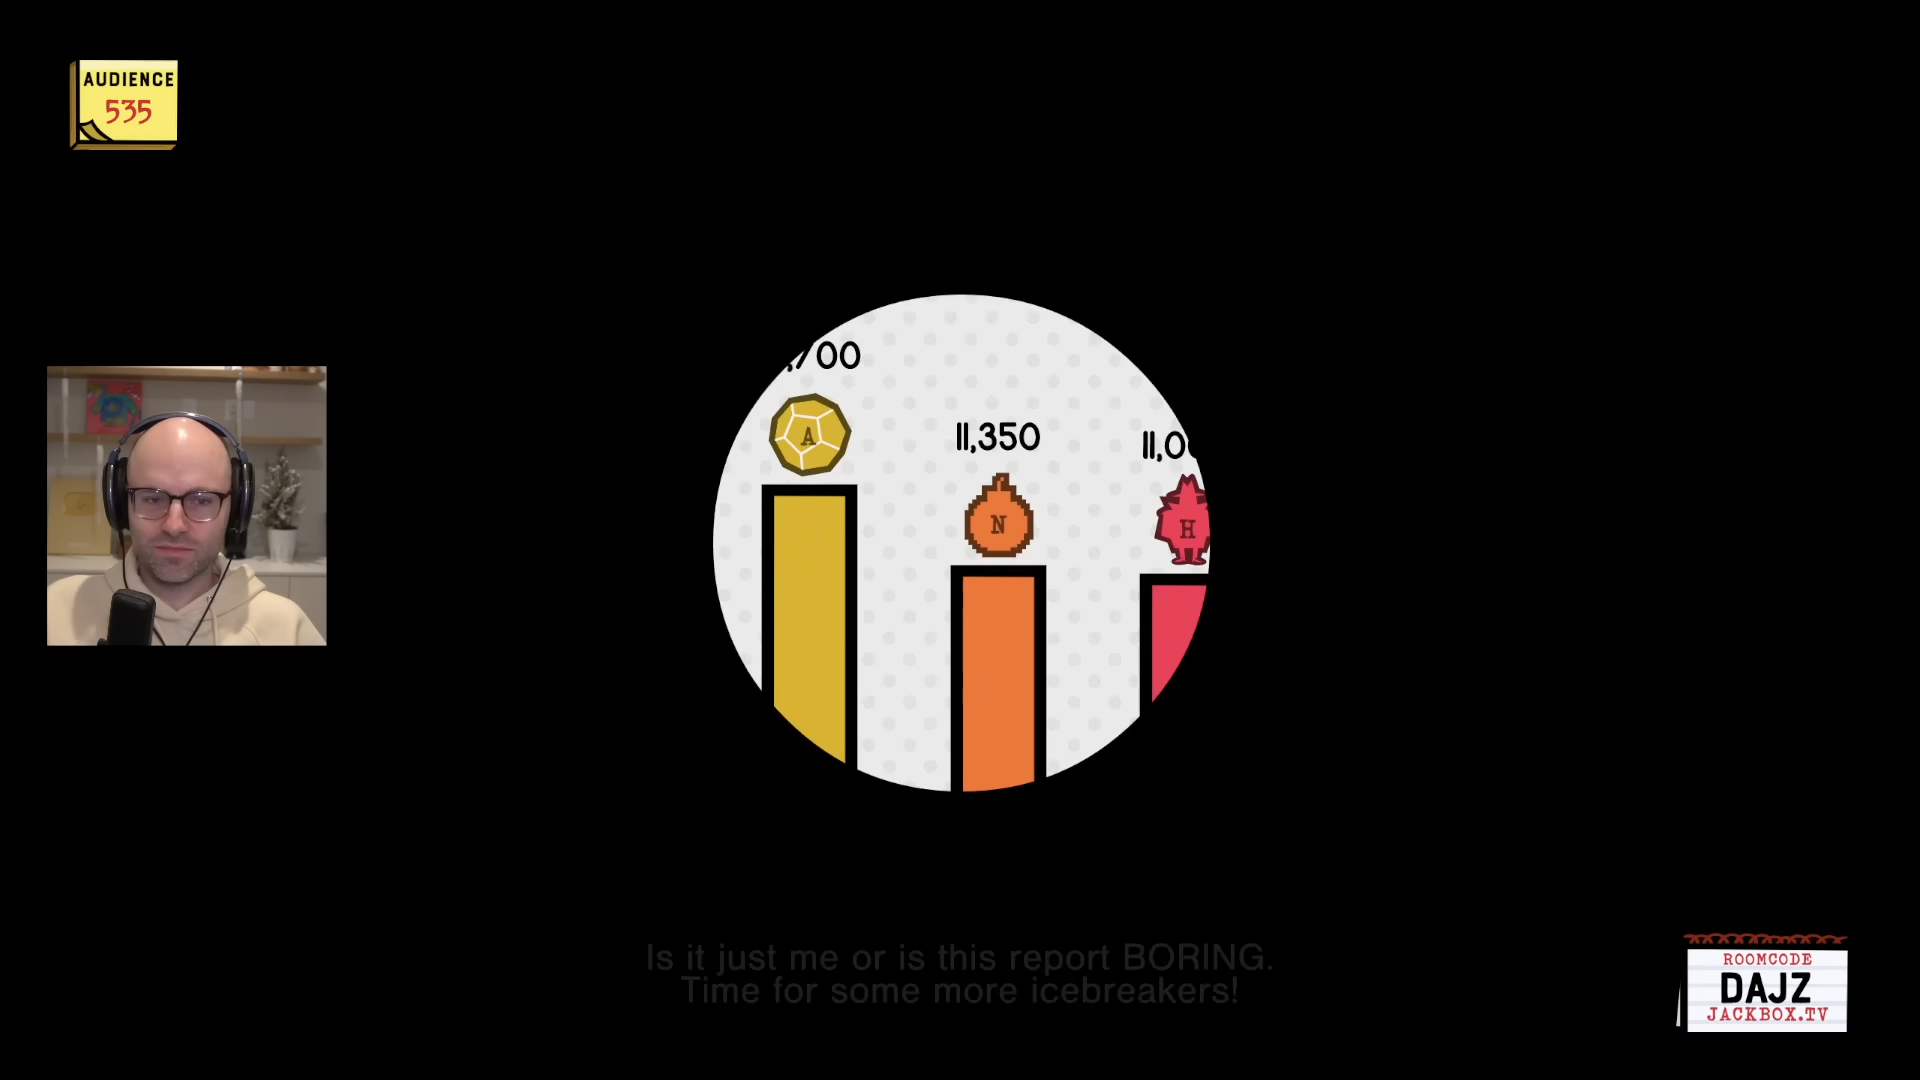 AUDIENCE
535
A
11,350
N
H
Is it just me or is this report BORING.
Time for some more icebreakers!
ROOMCODE
DAJZ
JACKBOX.TV